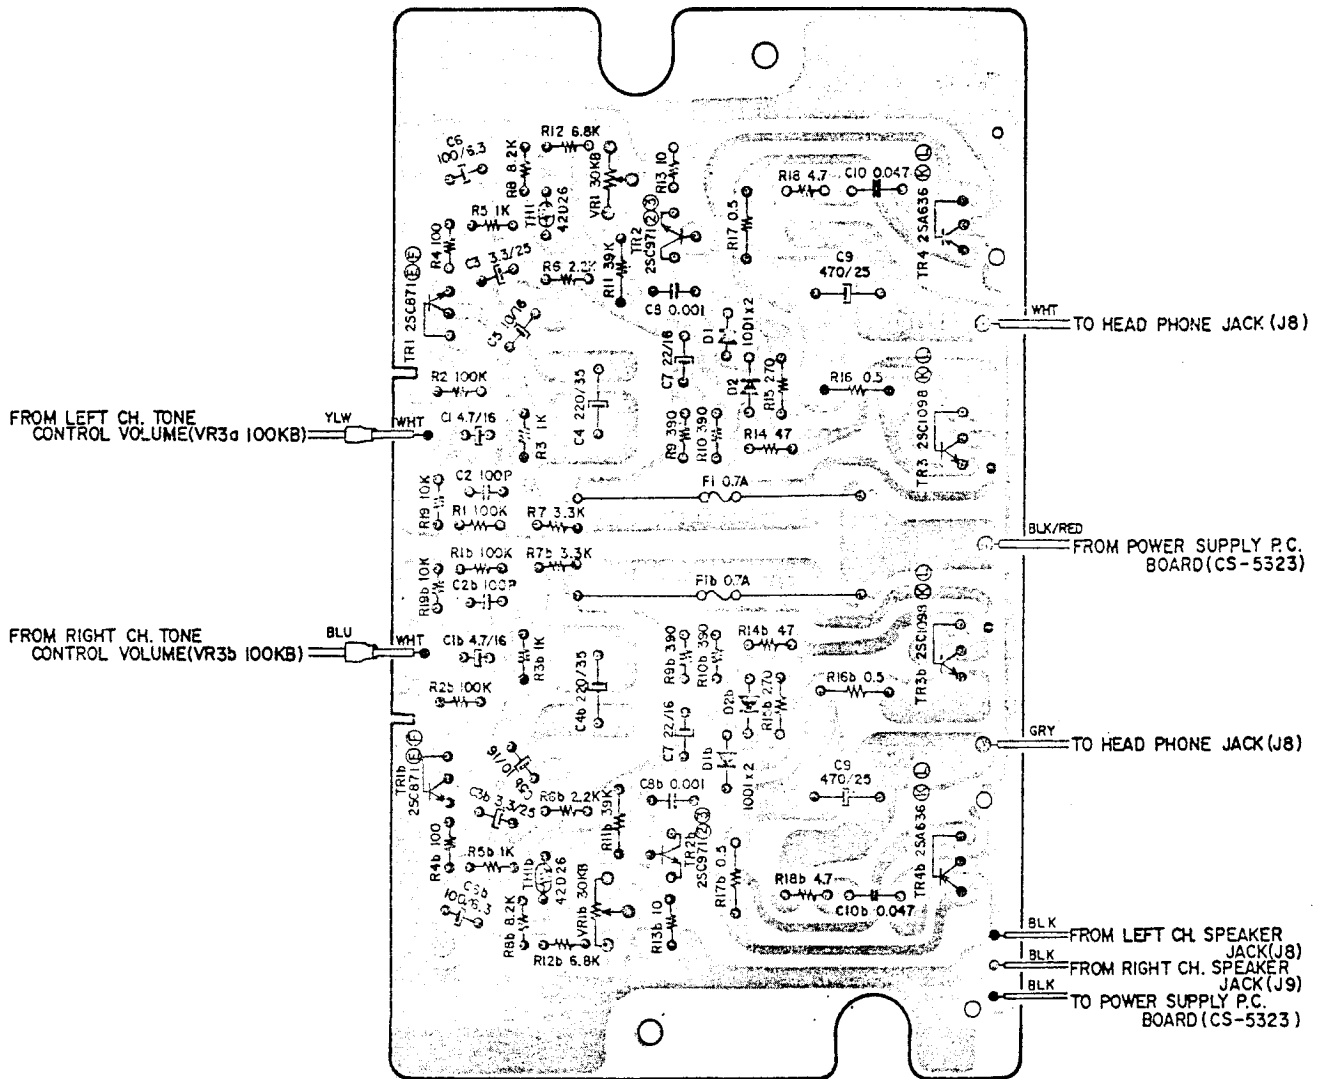 C6
100/6.3
R12 6.8K
R8 8.2K
TH1
42D26
VR1 30KB
R13 10
R18 4.7
C10 0.047
R5 1K
R4 100
C3 3.3/25
R6 2.2K
R11 39K
TR2
2SC971 ② ③
R17 0.5
TR4 2SA636 Ⓚ Ⓛ
C9
470/25
TR1 2SC871 Ⓔ Ⓕ
C5 10/16
C8 0.001
D1
10D1x2
WHT
TO HEAD PHONE JACK (J8)
C7 22/16
D2
R15 270
R16 0.5
R2 100K
C4 220/35
FROM LEFT CH. TONE
CONTROL VOLUME(VR3a 100KB)
YLW
WHT
C1 4.7/16
R3 1K
R9 390
R10 390
R14 47
TR3 2SC1098 Ⓚ Ⓛ
C2 100P
R19 10K
R1 100K
R7 3.3K
F1 0.7A
BLK/RED
FROM POWER SUPPLY P.C.
BOARD(CS-5323)
R1b 100K
R7b 3.3K
R19b 10K
C2b 100P
F1b 0.7A
FROM RIGHT CH. TONE
CONTROL VOLUME(VR3b 100KB)
BLU
WHT
C1b 4.7/16
R3b 1K
R9b 390
R10b 390
R14b 47
TR3b 2SC1098 Ⓚ Ⓛ
R2b 100K
C4b 220/35
D2b
R15b 270
R16b 0.5
GRY
TO HEAD PHONE JACK (J8)
TR1b
2SC871 Ⓔ Ⓕ
C5b 10/16
C7 22/16
D1b
10D1x2
C9
470/25
C3b 3.3/25
R6b 2.2K
R11b 39K
C8b 0.001
R4b 100
R5b 1K
TH1b
42D26
VR1b 30KB
TR2b
2SC971 ② ③
R17b 0.5
R18b 4.7
C10b 0.047
TR4b 2SA636 Ⓚ Ⓛ
R8b 8.2K
R12b 6.8K
R13b 10
BLK
FROM LEFT CH. SPEAKER
JACK(J8)
BLK
FROM RIGHT CH. SPEAKER
JACK(J9)
BLK
TO POWER SUPPLY P.C.
BOARD(CS-5323)